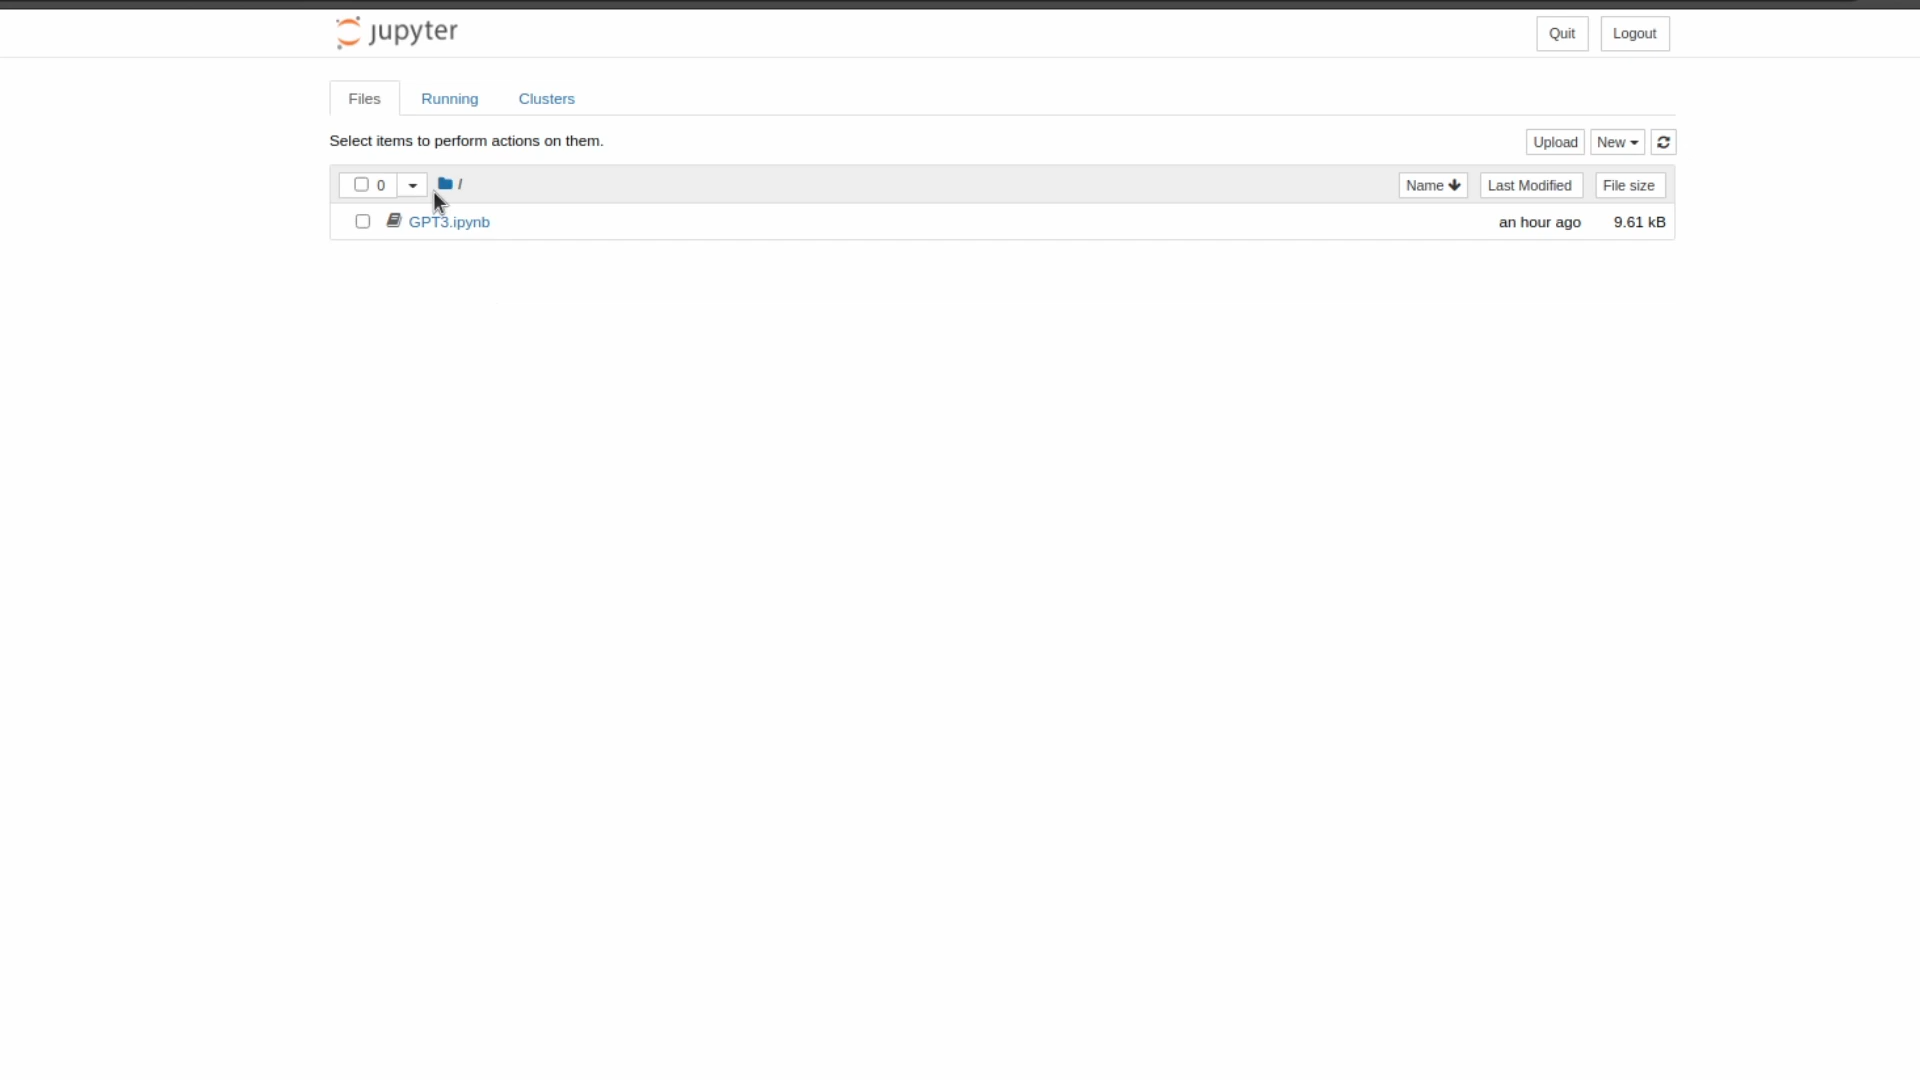 jupyter
Quit Logout
Files Running Clusters
Select items to perform actions on them.
Upload New
0 / Name Last Modified File size
GPT3.ipynb an hour ago 9.61 kB